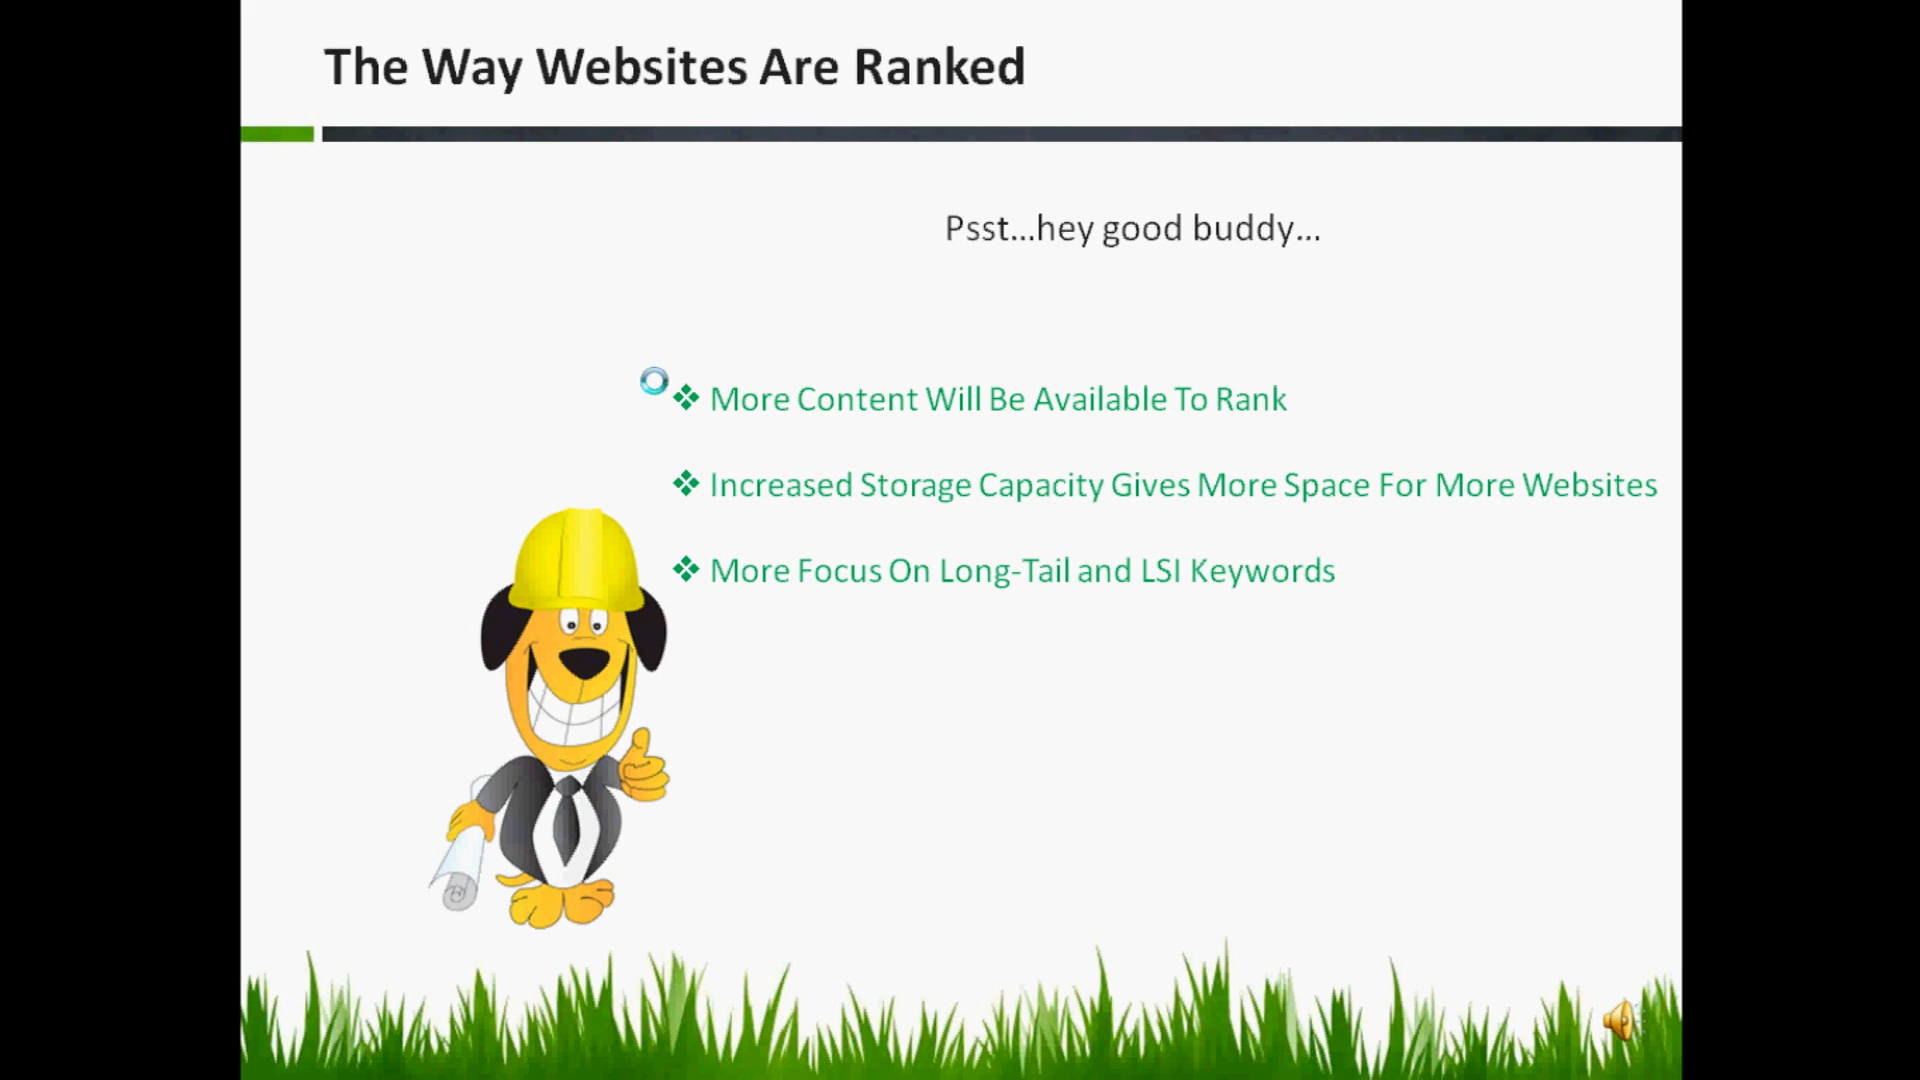 The Way Websites Are Ranked
Psst...hey good buddy...
More Content Will Be Available To Rank
Increased Storage Capacity Gives More Space For More Websites
More Focus On Long-Tail and LSI Keywords